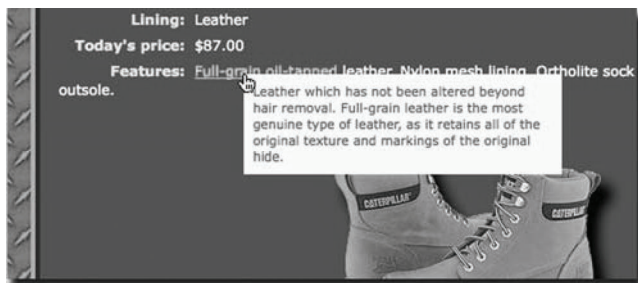 Lining: Leather
Today's price: $87.00
Features: Full-grain oil-tanned leather, Nylon mesh lining, Ortholite sock
outsole.
Leather which has not been altered beyond
hair removal. Full-grain leather is the most
genuine type of leather, as it retains all of the
original texture and markings of the original
hide.
CATERPILLAR
CATERPILLAR